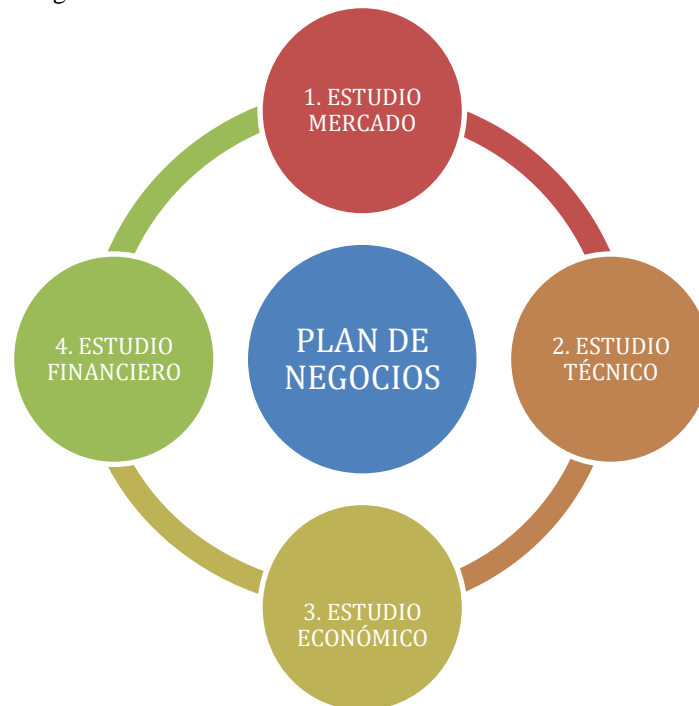 1. ESTUDIO
MERCADO
PLAN DE
NEGOCIOS
2. ESTUDIO
TÉCNICO
3. ESTUDIO
ECONÓMICO
4. ESTUDIO
FINANCIERO